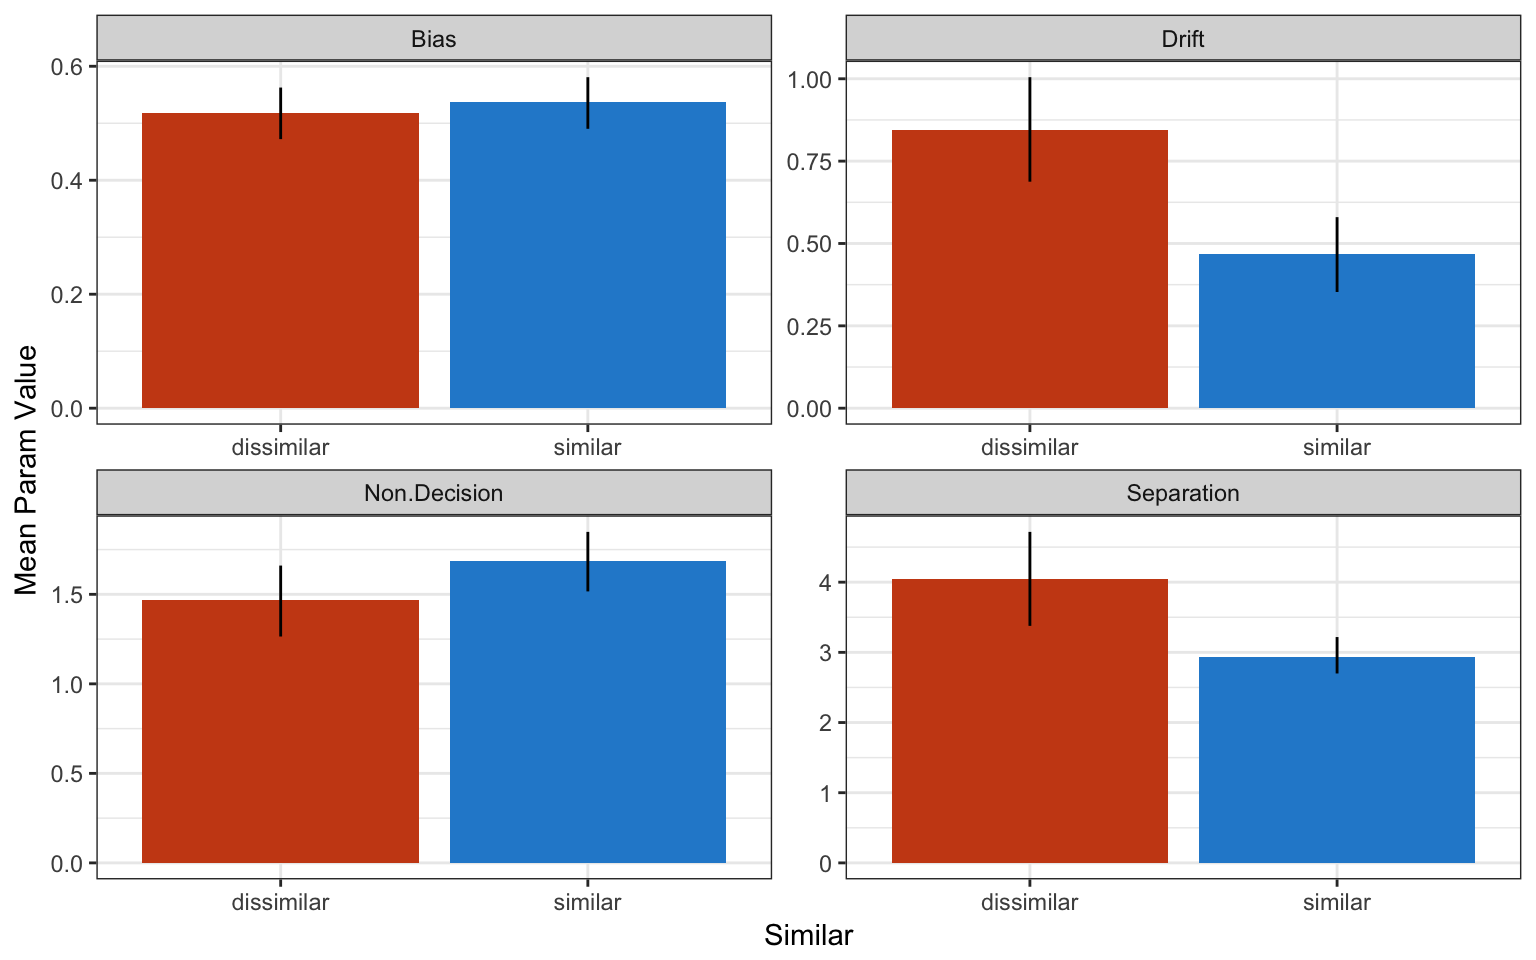 Bias
Drift
0.6
0.4
0.2
0.0
1.00
0.75
0.50
0.25
0.00
dissimilar
similar
dissimilar
similar
Mean Param Value
Non.Decision
Separation
1.5
1.0
0.5
0.0
4
3
2
1
0
dissimilar
similar
dissimilar
similar
Similar